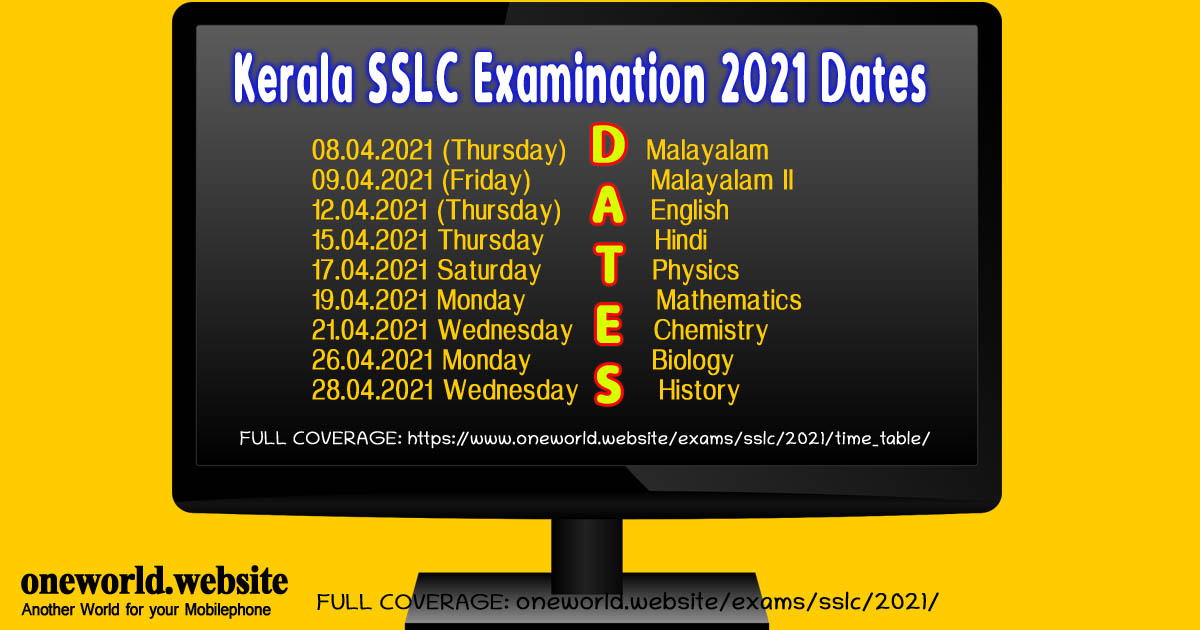 Kerala SSLC Examination 2021 Dates
08.04.2021 (Thursday) Malayalam
09.04.2021 (Friday) Malayalam II
12.04.2021 (Thursday) English
15.04.2021 Thursday Hindi
17.04.2021 Saturday Physics
19.04.2021 Monday Mathematics
21.04.2021 Wednesday Chemistry
26.04.2021 Monday Biology
28.04.2021 Wednesday History
DATES
FULL COVERAGE: https://www.oneworld.website/exams/sslc/2021/time_table/
oneworld.website
Another World for your Mobilephone
FULL COVERAGE: oneworld.website/exams/sslc/2021/